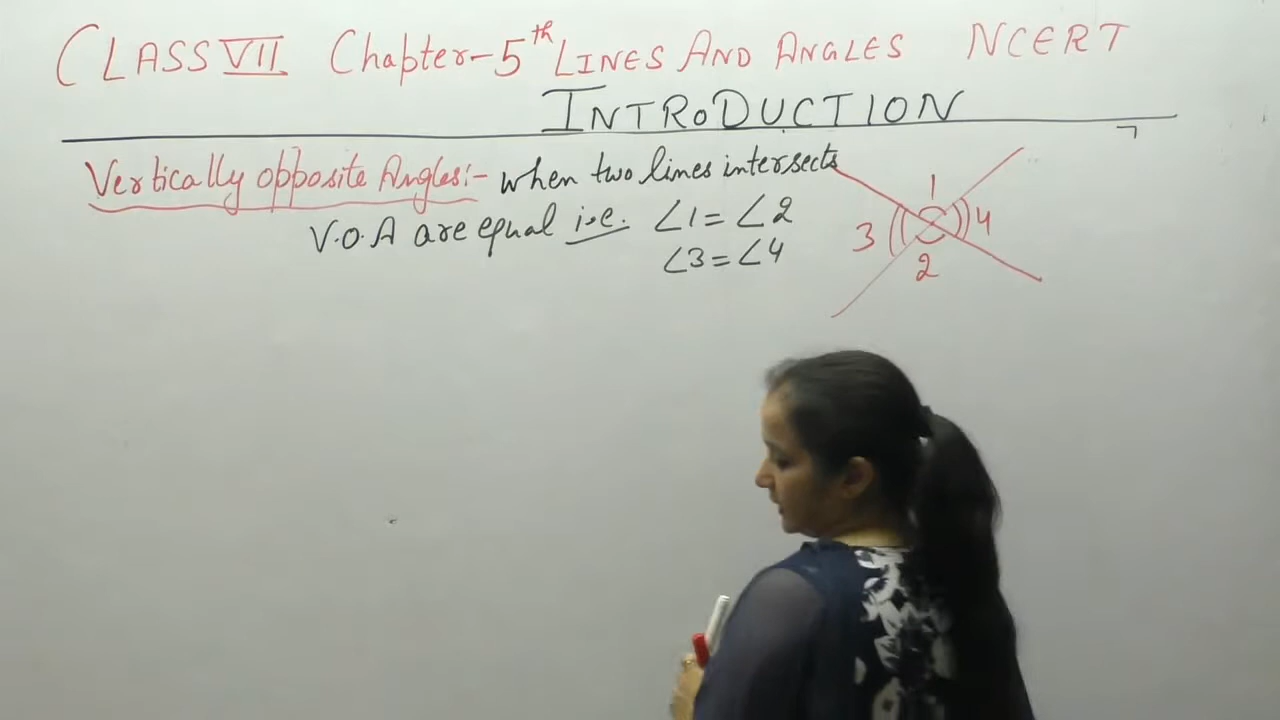 CLASS VII Chapter-5th LINES AND ANGLES NCERT
INTRODUCTION
Vertically opposite Angles:- when two lines intersects
V.O.A are equal i.e. ∠1=∠2
∠3=∠4
1
3 4
2